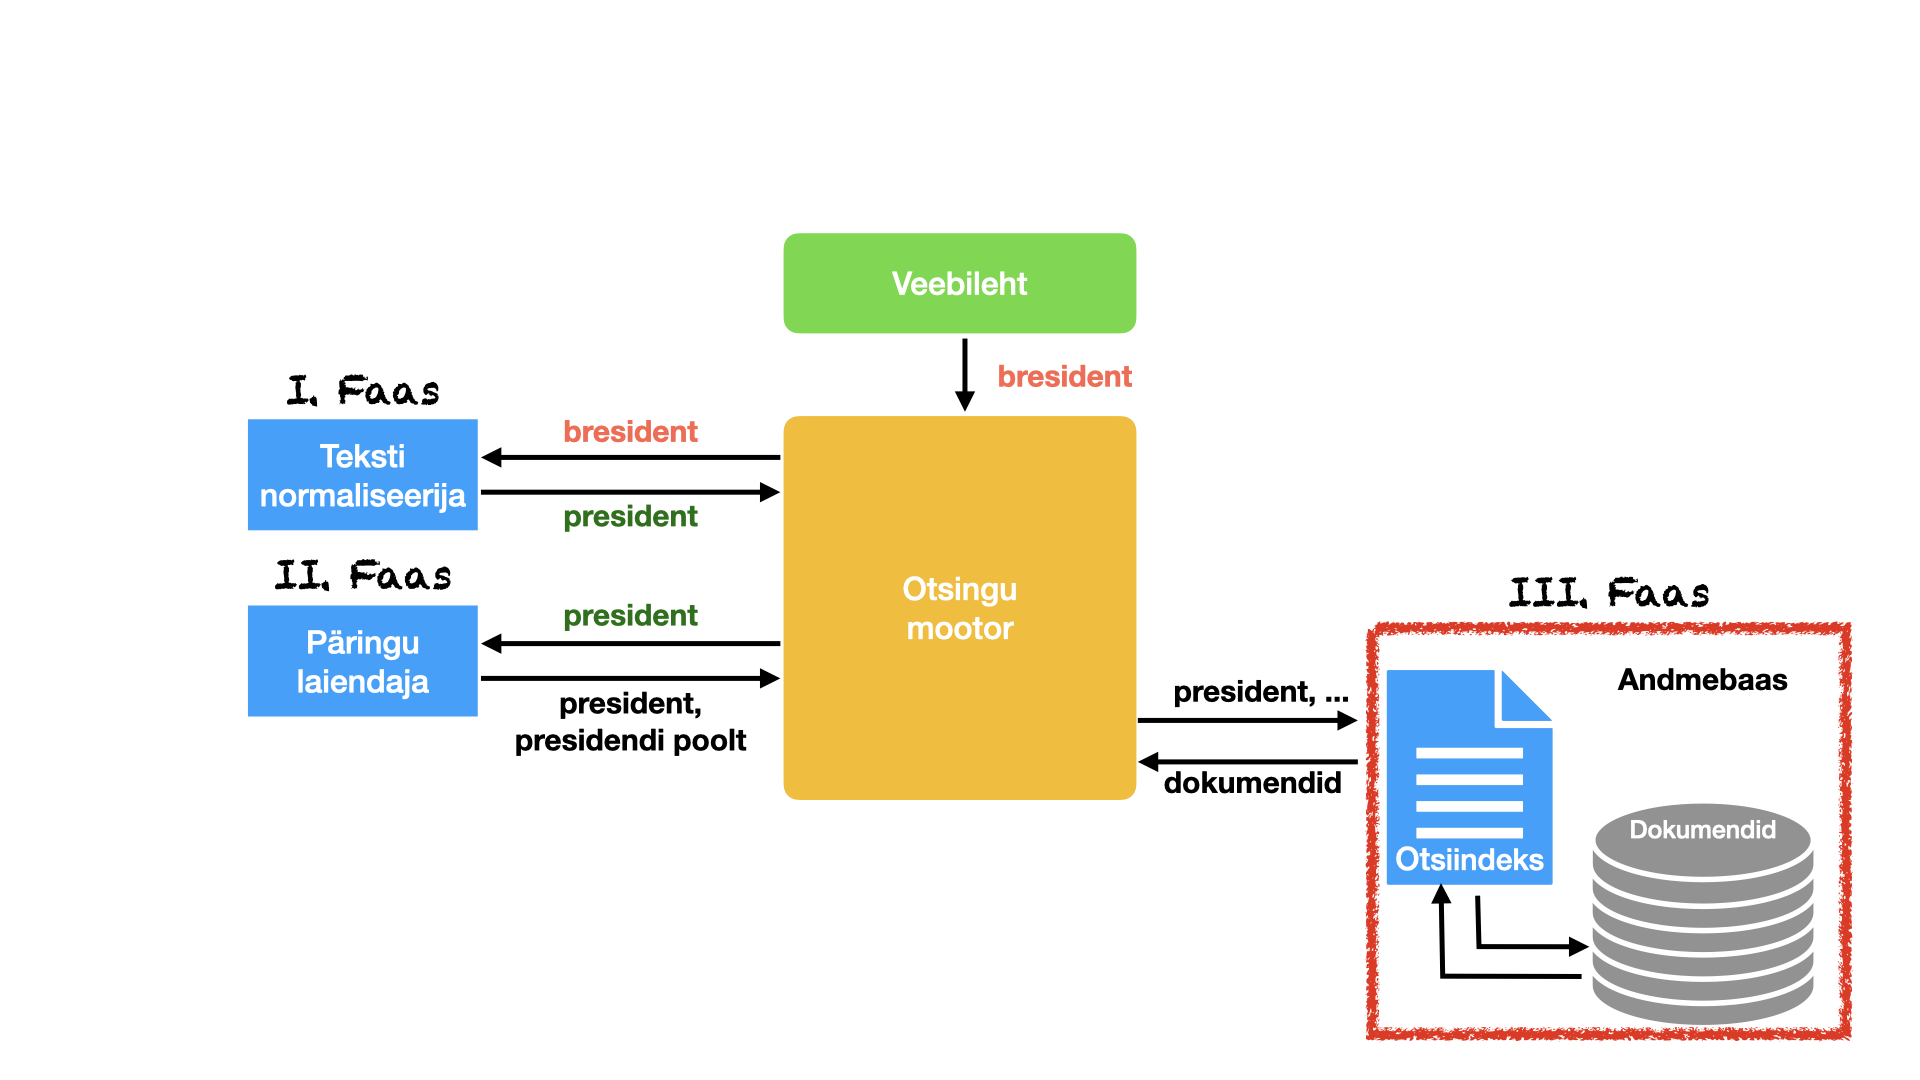 Veebileht
bresident
I. Faas
Teksti
normaliseerija
bresident
president
II. Faas
Päringu
laiendaja
president
president,
presidendi poolt
Otsingu
mootor
president, ...
dokumendid
III. Faas
Andmebaas
Otsiindeks
Dokumendid